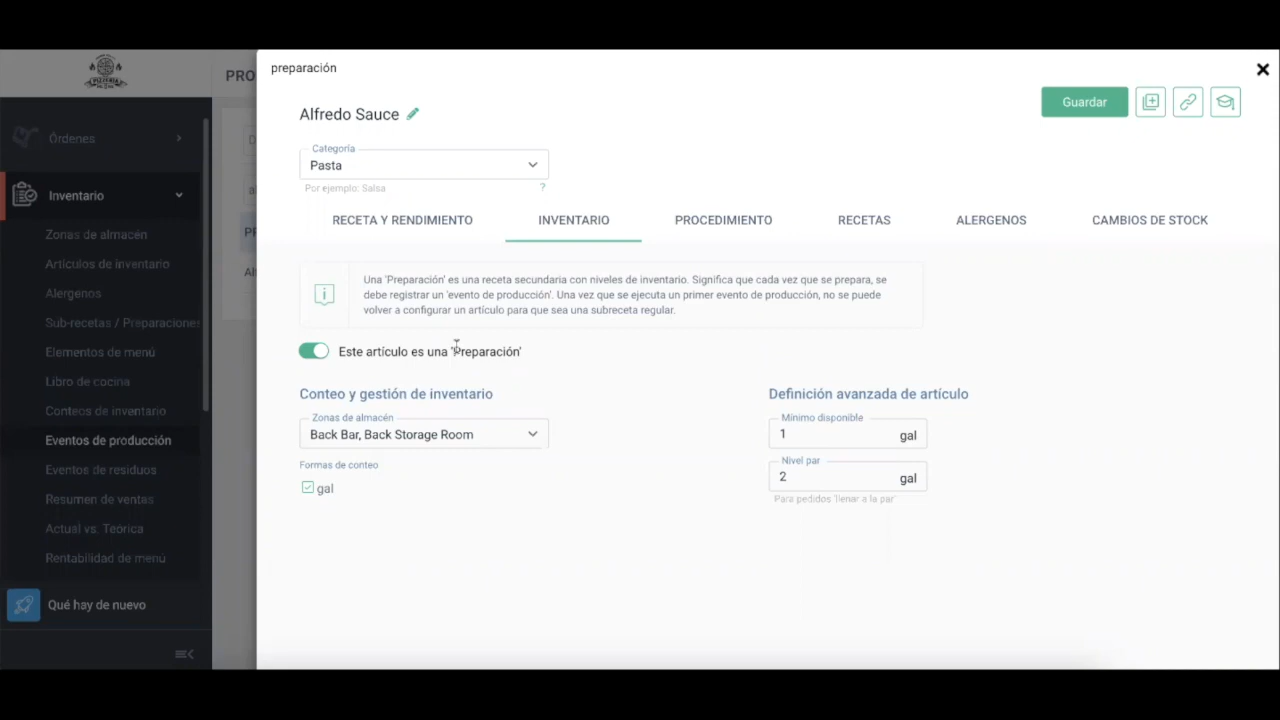 preparación
PRO
Guardar
Alfredo Sauce
Órdenes
Categoría
Pasta
Por ejemplo: Salsa
?
Inventario
RECETA Y RENDIMIENTO
INVENTARIO
PROCEDIMIENTO
RECETAS
ALERGENOS
CAMBIOS DE STOCK
Zonas de almacén
Artículos de inventario
Alergenos
Sub-recetas / Preparaciones
Elementos de menú
Libro de cocina
Conteos de inventario
Eventos de producción
Eventos de residuos
Resumen de ventas
Actual vs. Teórica
Rentabilidad de menú
Qué hay de nuevo
Una 'Preparación' es una receta secundaria con niveles de inventario. Significa que cada vez que se prepara, se
debe registrar un 'evento de producción'. Una vez que se ejecuta un primer evento de producción, no se puede
volver a configurar un artículo para que sea una subreceta regular.
Este artículo es una 'Preparación'
Conteo y gestión de inventario
Zonas de almacén
Back Bar, Back Storage Room
Formas de conteo
gal
Definición avanzada de artículo
Mínimo disponible
1 gal
Nivel par
2 gal
Para pedidos 'llenar a la par'